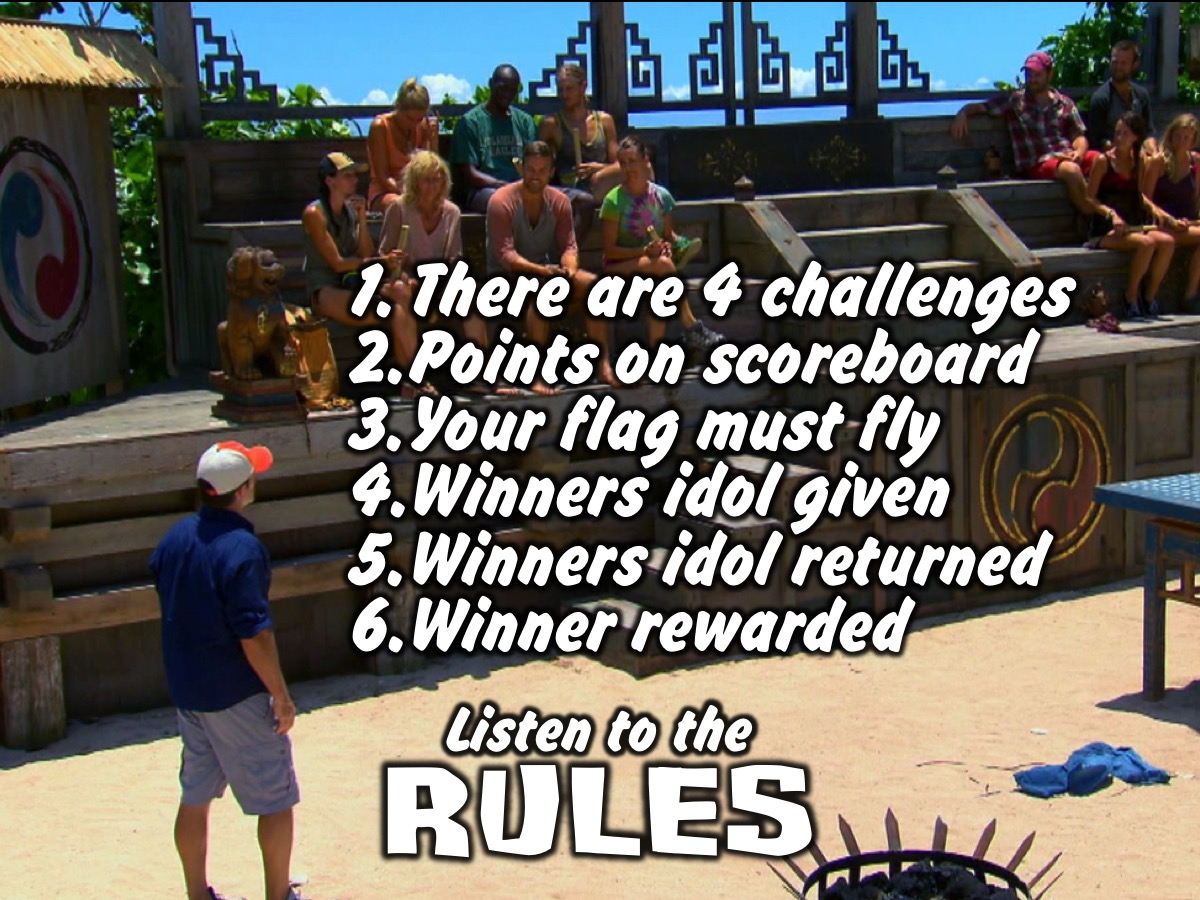 1. There are 4 challenges
2. Points on scoreboard
3. Your flag must fly
4. Winners idol given
5. Winners idol returned
6. Winner rewarded
Listen to the
RULES